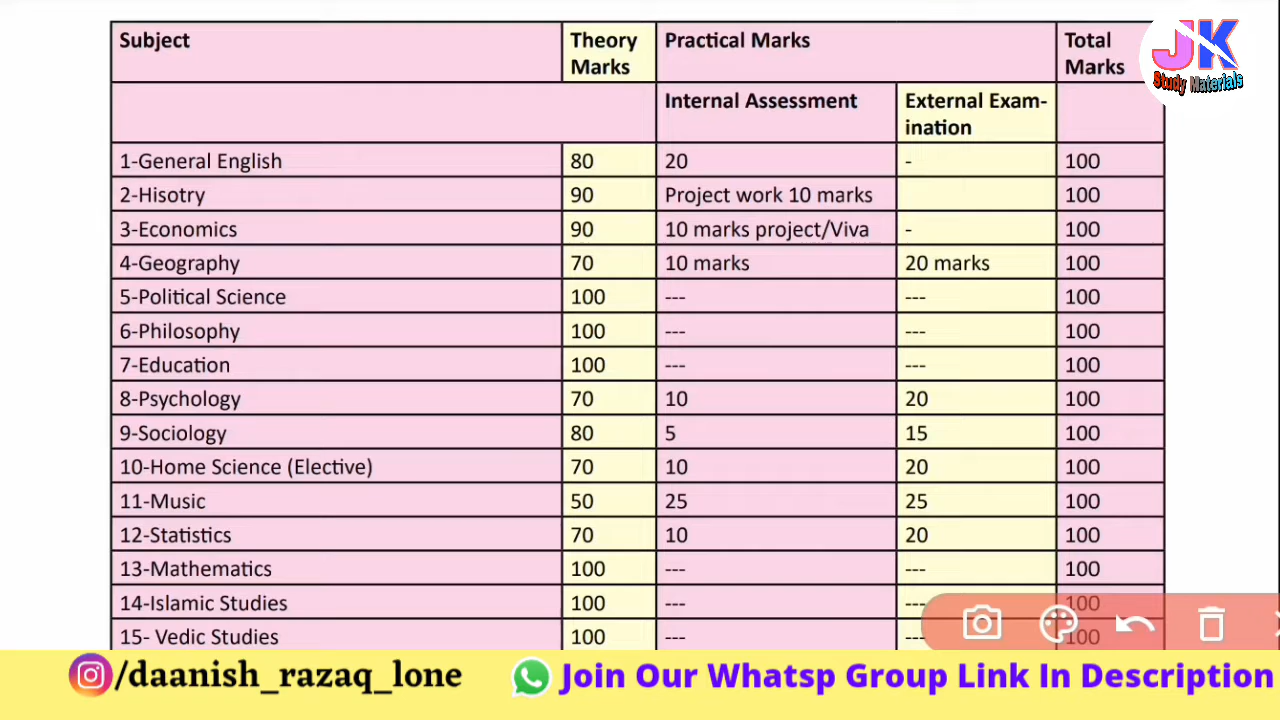 Subject Theory Marks Practical Marks Total Marks
Internal Assessment External Exam-ination
1-General English 80 20 - 100
2-Hisotry 90 Project work 10 marks 100
3-Economics 90 10 marks project/Viva - 100
4-Geography 70 10 marks 20 marks 100
5-Political Science 100 --- --- 100
6-Philosophy 100 --- --- 100
7-Education 100 --- --- 100
8-Psychology 70 10 20 100
9-Sociology 80 5 15 100
10-Home Science (Elective) 70 10 20 100
11-Music 50 25 25 100
12-Statistics 70 10 20 100
13-Mathematics 100 --- --- 100
14-Islamic Studies 100 --- --- 100
15- Vedic Studies 100 --- --- 100
JK
Study Materials
/daanish_razaq_lone Join Our Whatsp Group Link In Description